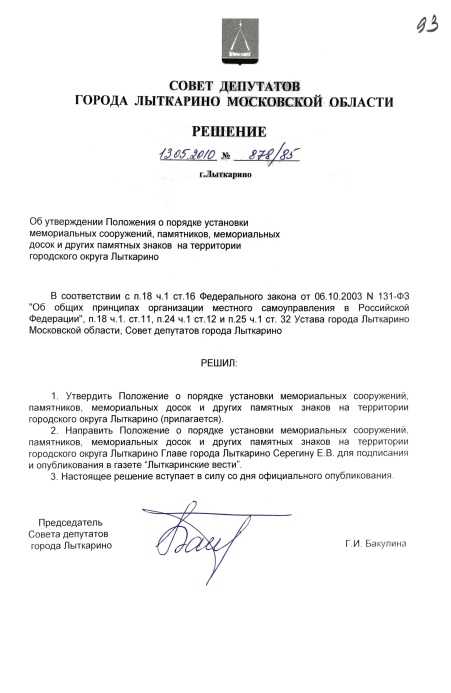 93
СОВЕТ ДЕПУТАТОВ
ГОРОДА ЛЫТКАРИНО МОСКОВСКОЙ ОБЛАСТИ
РЕШЕНИЕ
13.05.2010 № 878/85
г.Лыткарино
Об утверждении Положения о порядке установки
мемориальных сооружений, памятников, мемориальных
досок и других памятных знаков на территории
городского округа Лыткарино
В соответствии с п.18 ч.1 ст.16 Федерального закона от 06.10.2003 N 131-ФЗ
"Об общих принципах организации местного самоуправления в Российской
Федерации", п.18 ч.1. ст.11, п.24 ч.1 ст.12 и п.25 ч.1 ст. 32 Устава города Лыткарино
Московской области, Совет депутатов города Лыткарино
РЕШИЛ:
1. Утвердить Положение о порядке установки мемориальных сооружений,
памятников, мемориальных досок и других памятных знаков на территории
городского округа Лыткарино (прилагается).
2. Направить Положение о порядке установки мемориальных сооружений,
памятников, мемориальных досок и других памятных знаков на территории
городского округа Лыткарино Главе города Лыткарино Серегину Е.В. для подписания
и опубликования в газете "Лыткаринские вести".
3. Настоящее решение вступает в силу со дня официального опубликования.
Председатель
Совета депутатов
города Лыткарино
Г.И. Бакулина